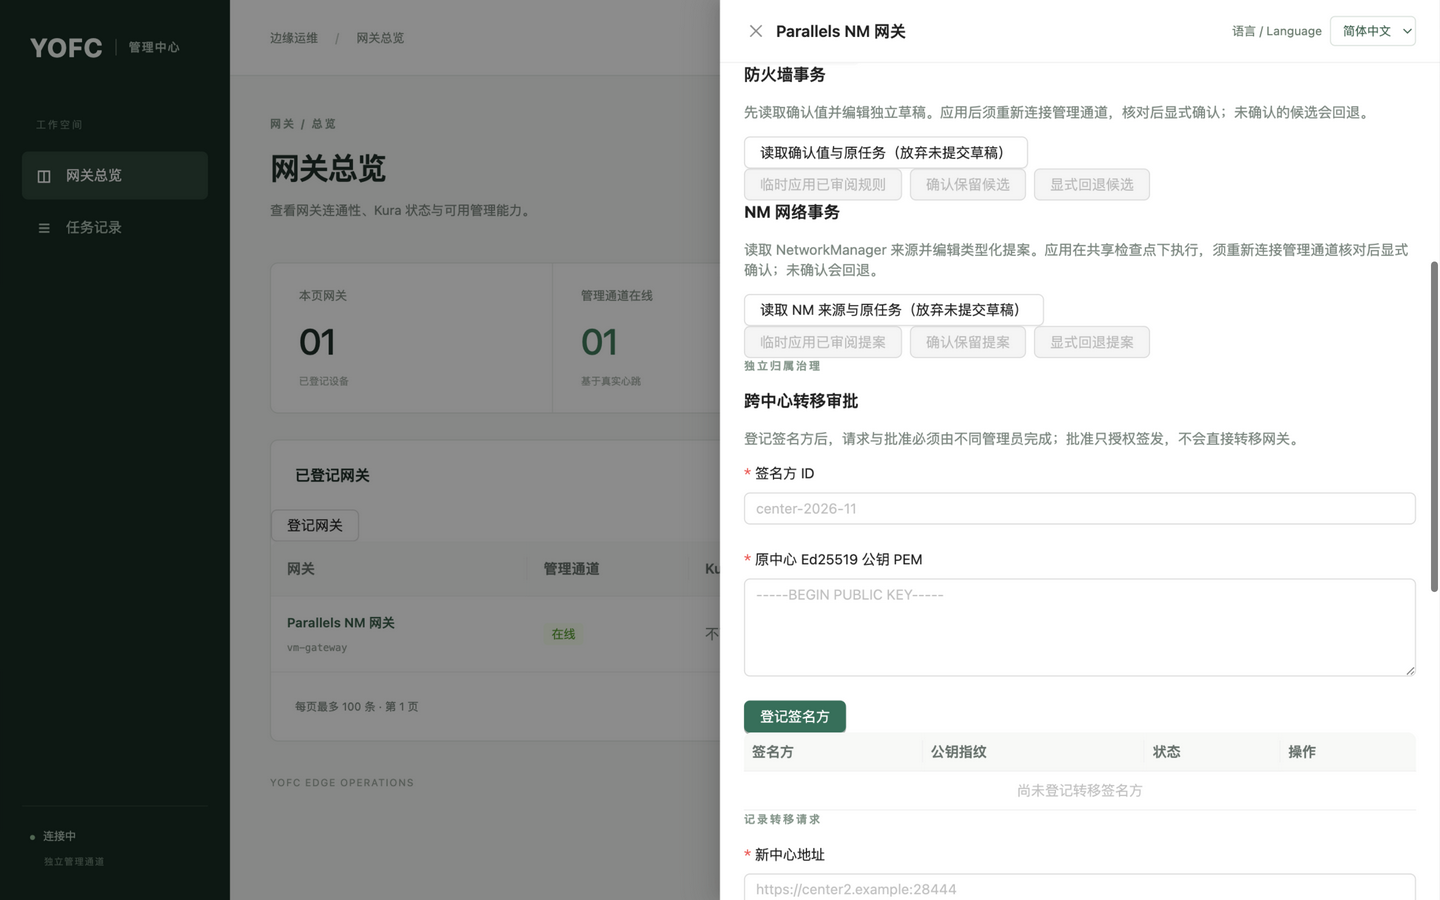 YOFC
管理中心
工作空间
网关总览
任务记录
连接中
独立管理通道
边缘运维 / 网关总览
网关 / 总览
网关总览
查看网关连通性、Kura 状态与可用管理能力。
本页网关
01
已登记设备
管理通道在线
01
基于真实心跳
已登记网关
登记网关
网关 管理通道 Ku
Parallels NM 网关
vm-gateway
在线
不
每页最多 100 条 · 第 1 页
YOFC EDGE OPERATIONS
Parallels NM 网关
语言 / Language 简体中文
防火墙事务
先读取确认值并编辑独立草稿。应用后须重新连接管理通道，核对后显式确认；未确认的候选会回退。
读取确认值与原任务（放弃未提交草稿）
临时应用已审阅规则 确认保留候选 显式回退候选
NM 网络事务
读取 NetworkManager 来源并编辑类型化提案。应用在共享检查点下执行，须重新连接管理通道核对后显式
确认；未确认会回退。
读取 NM 来源与原任务（放弃未提交草稿）
临时应用已审阅提案 确认保留提案 显式回退提案
独立归属治理
跨中心转移审批
登记签名方后，请求与批准必须由不同管理员完成；批准只授权签发，不会直接转移网关。
* 签名方 ID
center-2026-11
* 原中心 Ed25519 公钥 PEM
-----BEGIN PUBLIC KEY-----
登记签名方
签名方 公钥指纹 状态 操作
尚未登记转移签名方
记录转移请求
* 新中心地址
https://center2.example:28444